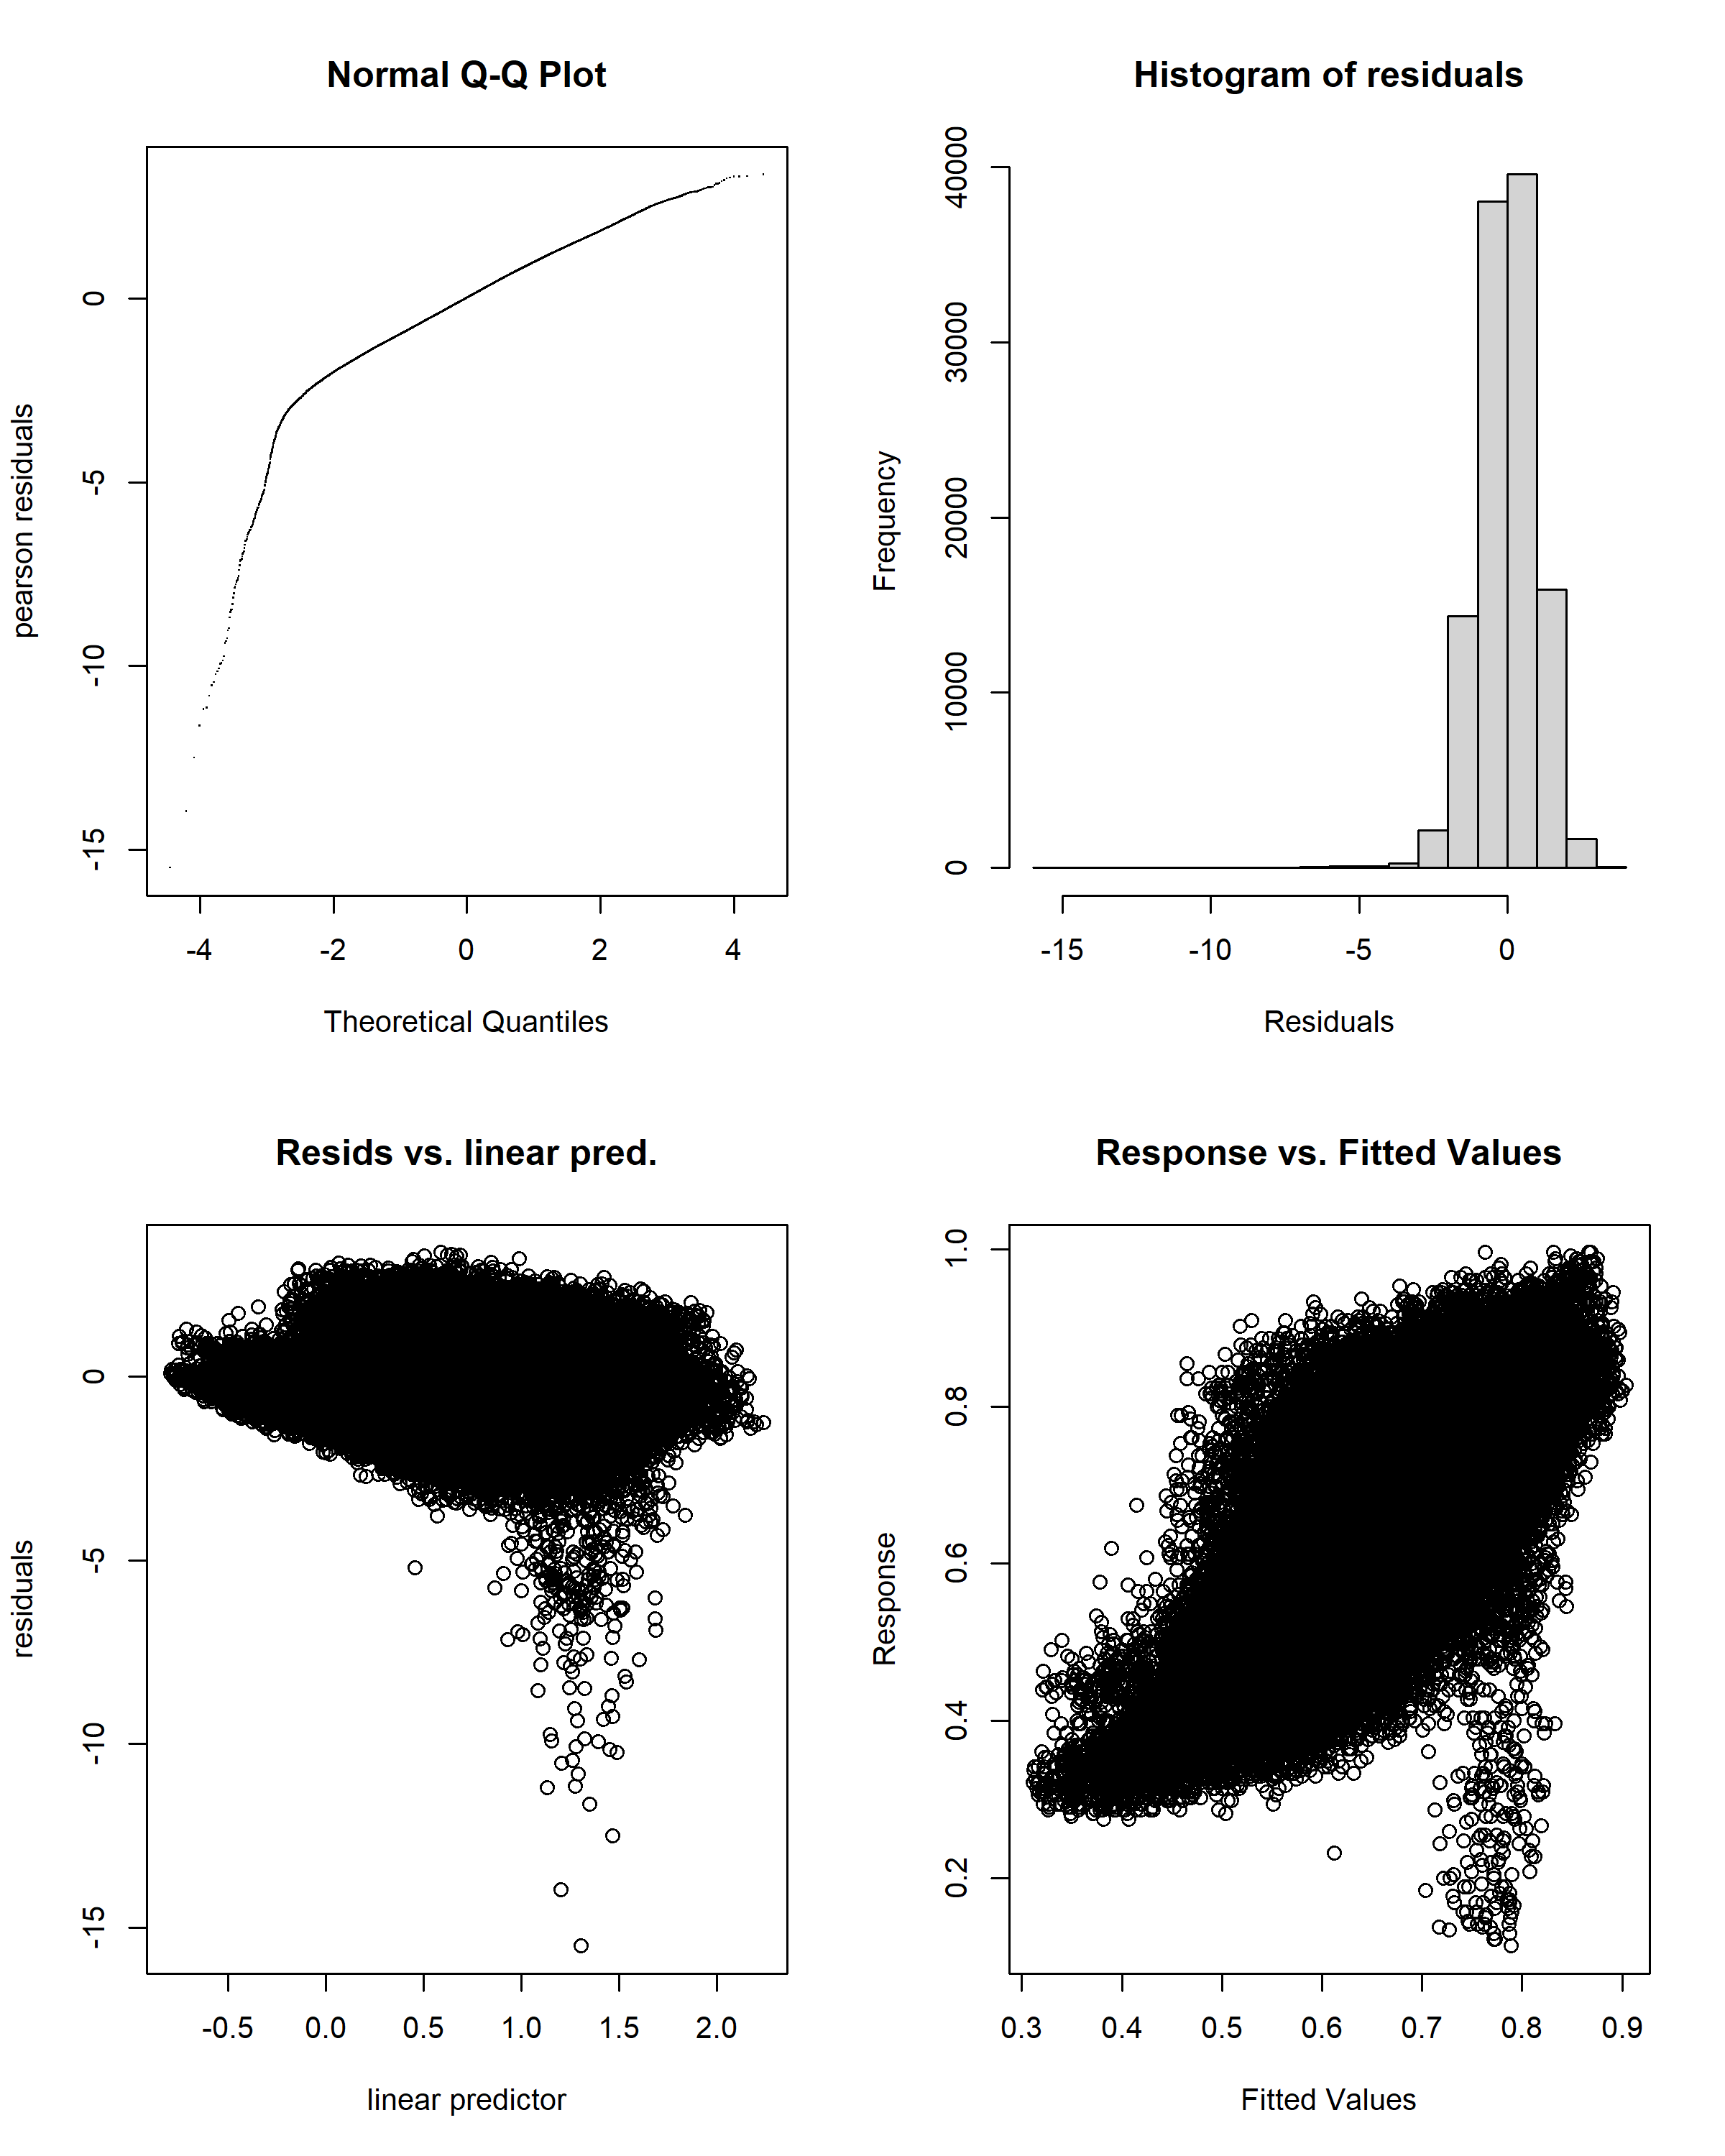 Normal Q-Q Plot
pearson residuals
0
-5
-10
-15
-4 -2 0 2 4
Theoretical Quantiles
Histogram of residuals
Frequency
40000
30000
20000
10000
0
-15 -10 -5 0
Residuals
Resids vs. linear pred.
residuals
0
-5
-10
-15
-0.5 0.0 0.5 1.0 1.5 2.0
linear predictor
Response vs. Fitted Values
Response
1.0
0.8
0.6
0.4
0.2
0.3 0.4 0.5 0.6 0.7 0.8 0.9
Fitted Values